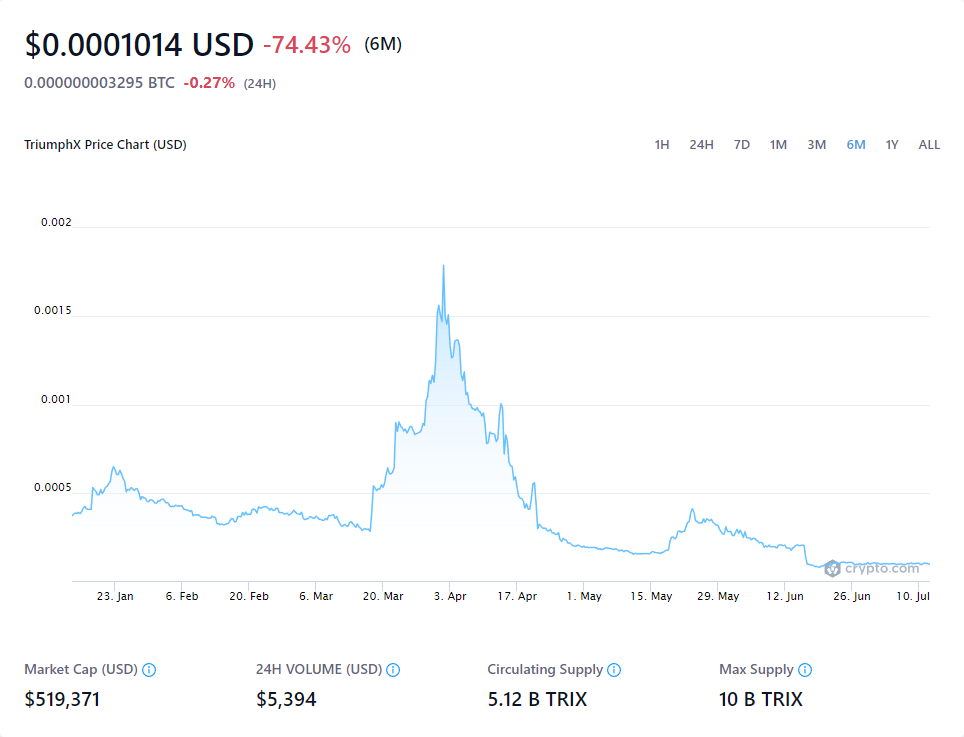 $0.0001014 USD -74.43% (6M)
0.000000003295 BTC -0.27% (24H)
TriumphX Price Chart (USD) 1H 24H 7D 1M 3M 6M 1Y ALL
0.002
0.0015
0.001
0.0005
crypto.com
23. Jan 6. Feb 20. Feb 6. Mar 20. Mar 3. Apr 17. Apr 1. May 15. May 29. May 12. Jun 26. Jun 10. Jul
Market Cap (USD) 24H VOLUME (USD) Circulating Supply Max Supply
$519,371 $5,394 5.12 B TRIX 10 B TRIX